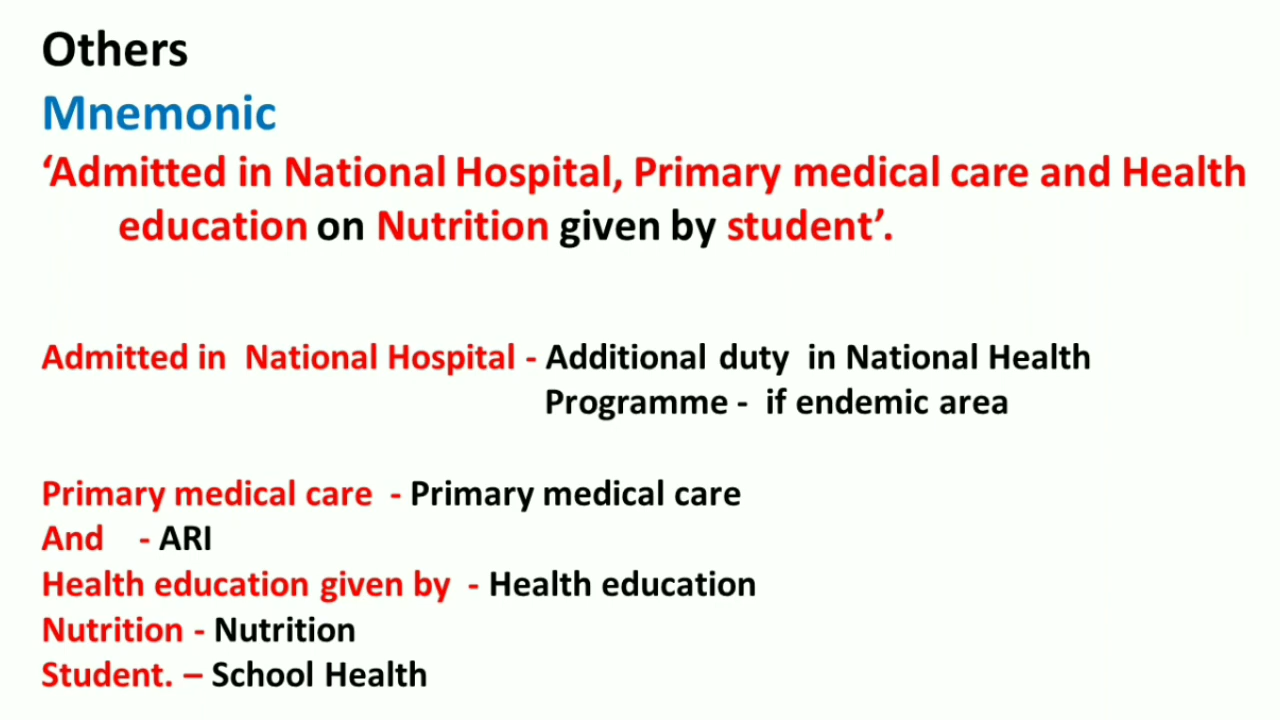 Others
Mnemonic
‘Admitted in National Hospital, Primary medical care and Health
education on Nutrition given by student’.
Admitted in National Hospital - Additional duty in National Health
Programme - if endemic area
Primary medical care - Primary medical care
And - ARI
Health education given by - Health education
Nutrition - Nutrition
Student. – School Health